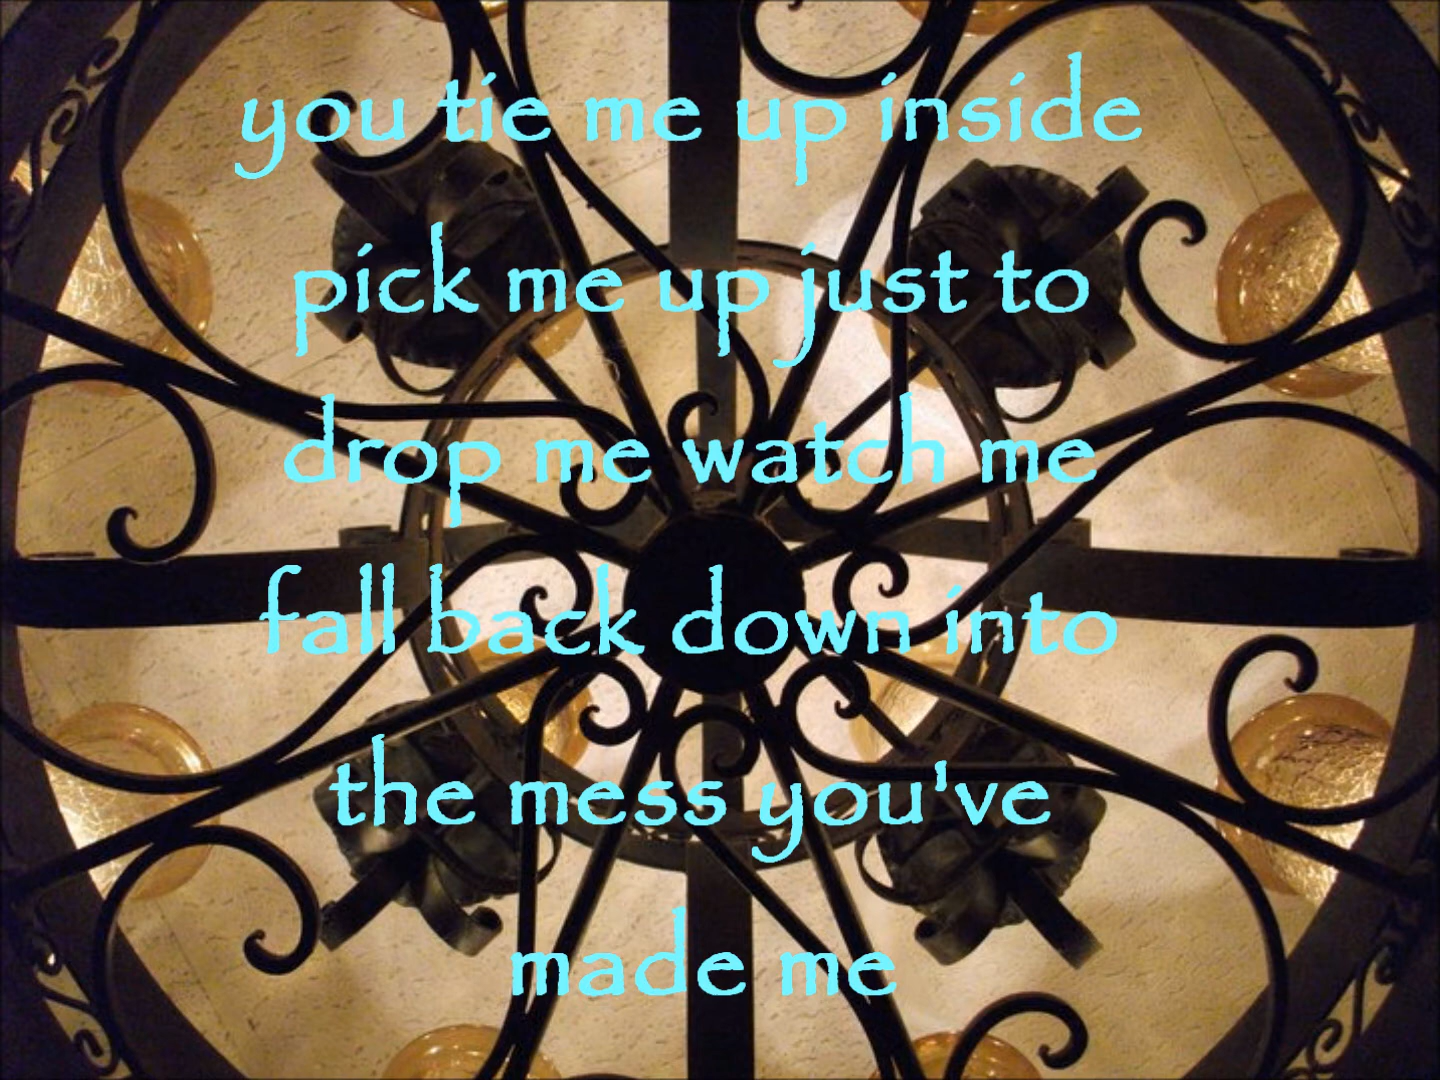 you tie me up inside
pick me up just to
drop me watch me
fall back down into
the mess you've
made me